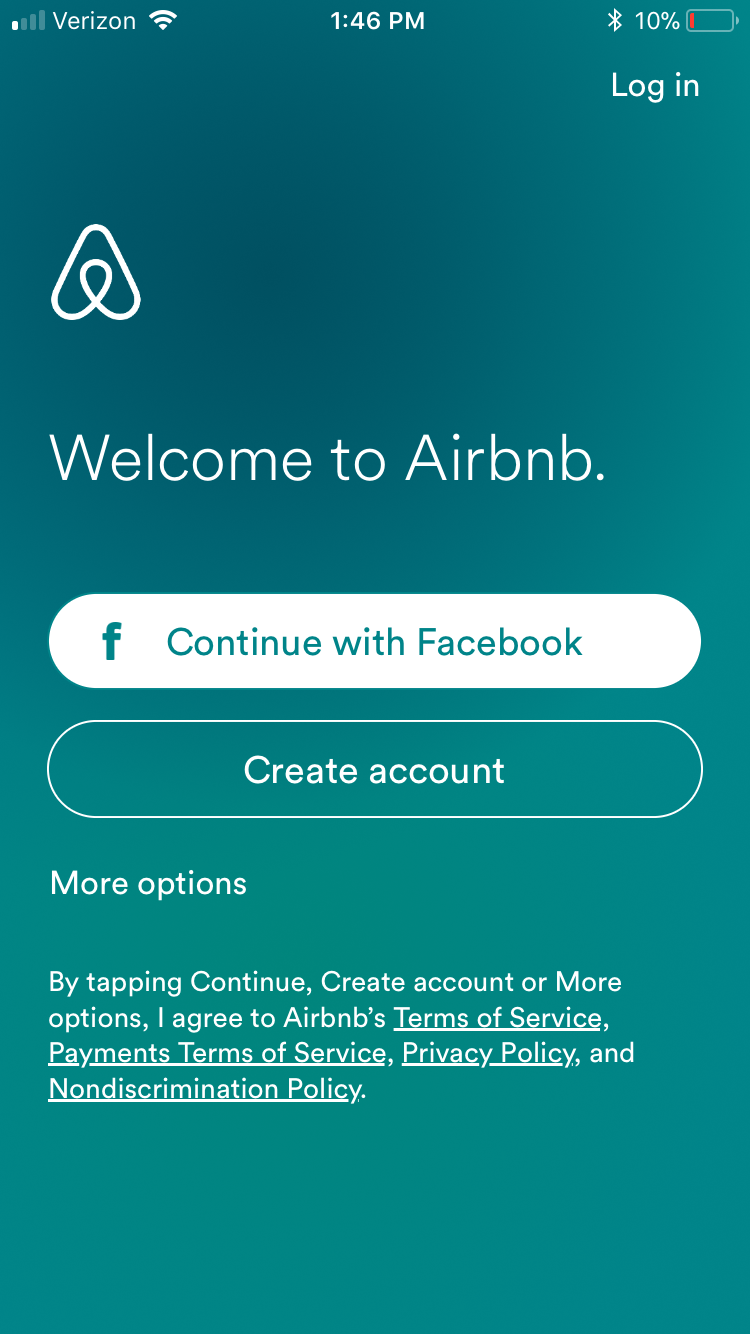 Verizon 1:46 PM 10%
Log in
Welcome to Airbnb.
f Continue with Facebook
Create account
More options
By tapping Continue, Create account or More
options, I agree to Airbnb’s Terms of Service,
Payments Terms of Service, Privacy Policy, and
Nondiscrimination Policy.